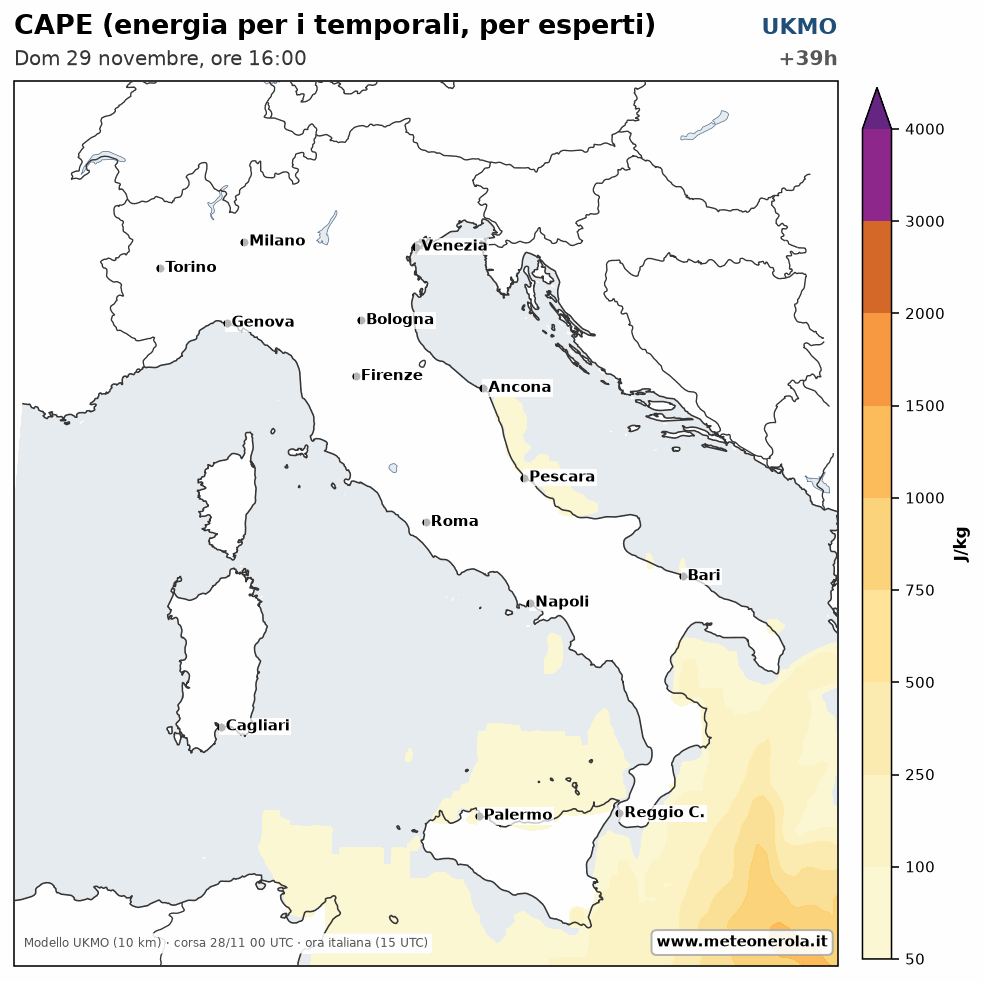 CAPE (energia per i temporali, per esperti)
UKMO
Dom 29 novembre, ore 16:00
+39h
4000
3000
2000
1500
1000
750
500
250
100
50
J/kg
Milano
Venezia
Torino
Genova
Bologna
Firenze
Ancona
Pescara
Roma
Bari
Napoli
Cagliari
Palermo
Reggio C.
Modello UKMO (10 km) · corsa 28/11 00 UTC · ora italiana (15 UTC)
www.meteonerola.it